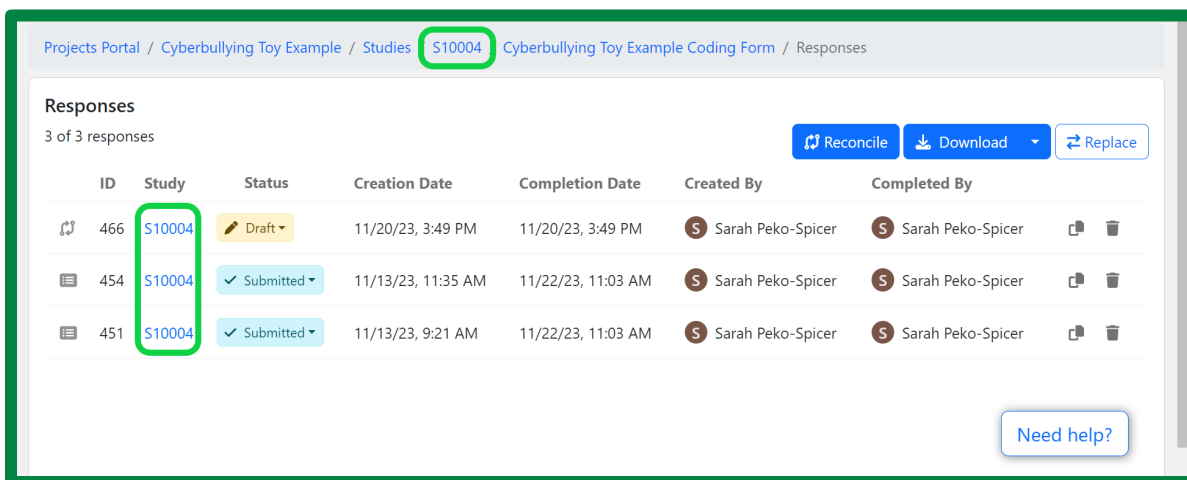 Projects Portal / Cyberbullying Toy Example / Studies S10004 Cyberbullying Toy Example Coding Form / Responses
Responses
3 of 3 responses
Reconcile Download Replace
ID Study Status Creation Date Completion Date Created By Completed By
466 S10004 Draft 11/20/23, 3:49 PM 11/20/23, 3:49 PM S Sarah Peko-Spicer S Sarah Peko-Spicer
454 S10004 Submitted 11/13/23, 11:35 AM 11/22/23, 11:03 AM S Sarah Peko-Spicer S Sarah Peko-Spicer
451 S10004 Submitted 11/13/23, 9:21 AM 11/22/23, 11:03 AM S Sarah Peko-Spicer S Sarah Peko-Spicer
Need help?